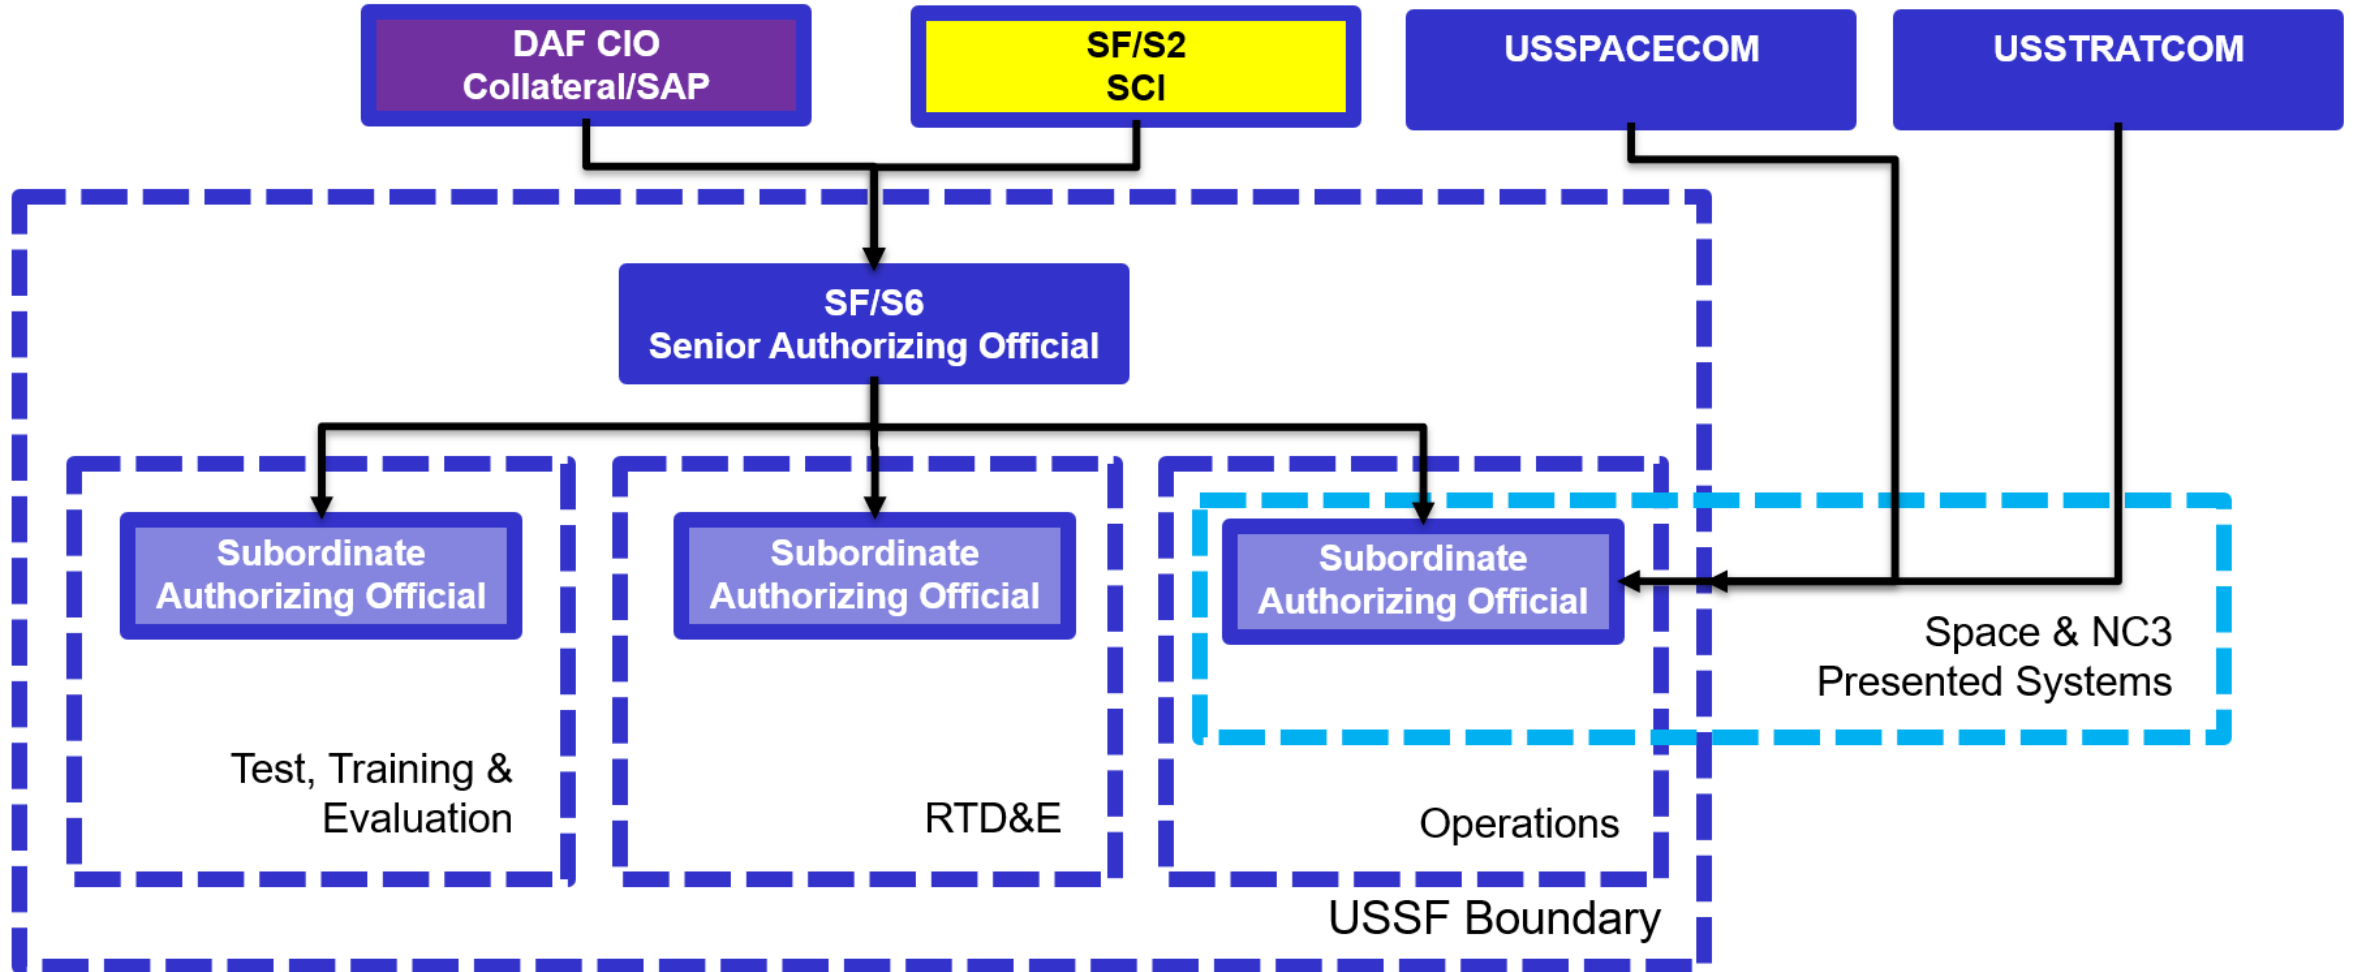 DAF CIO
Collateral/SAP
SF/S2
SCI
USSPACECOM
USSTRATCOM
SF/S6
Senior Authorizing Official
Subordinate
Authorizing Official
Subordinate
Authorizing Official
Subordinate
Authorizing Official
Space & NC3
Presented Systems
Test, Training &
Evaluation
RTD&E
Operations
USSF Boundary